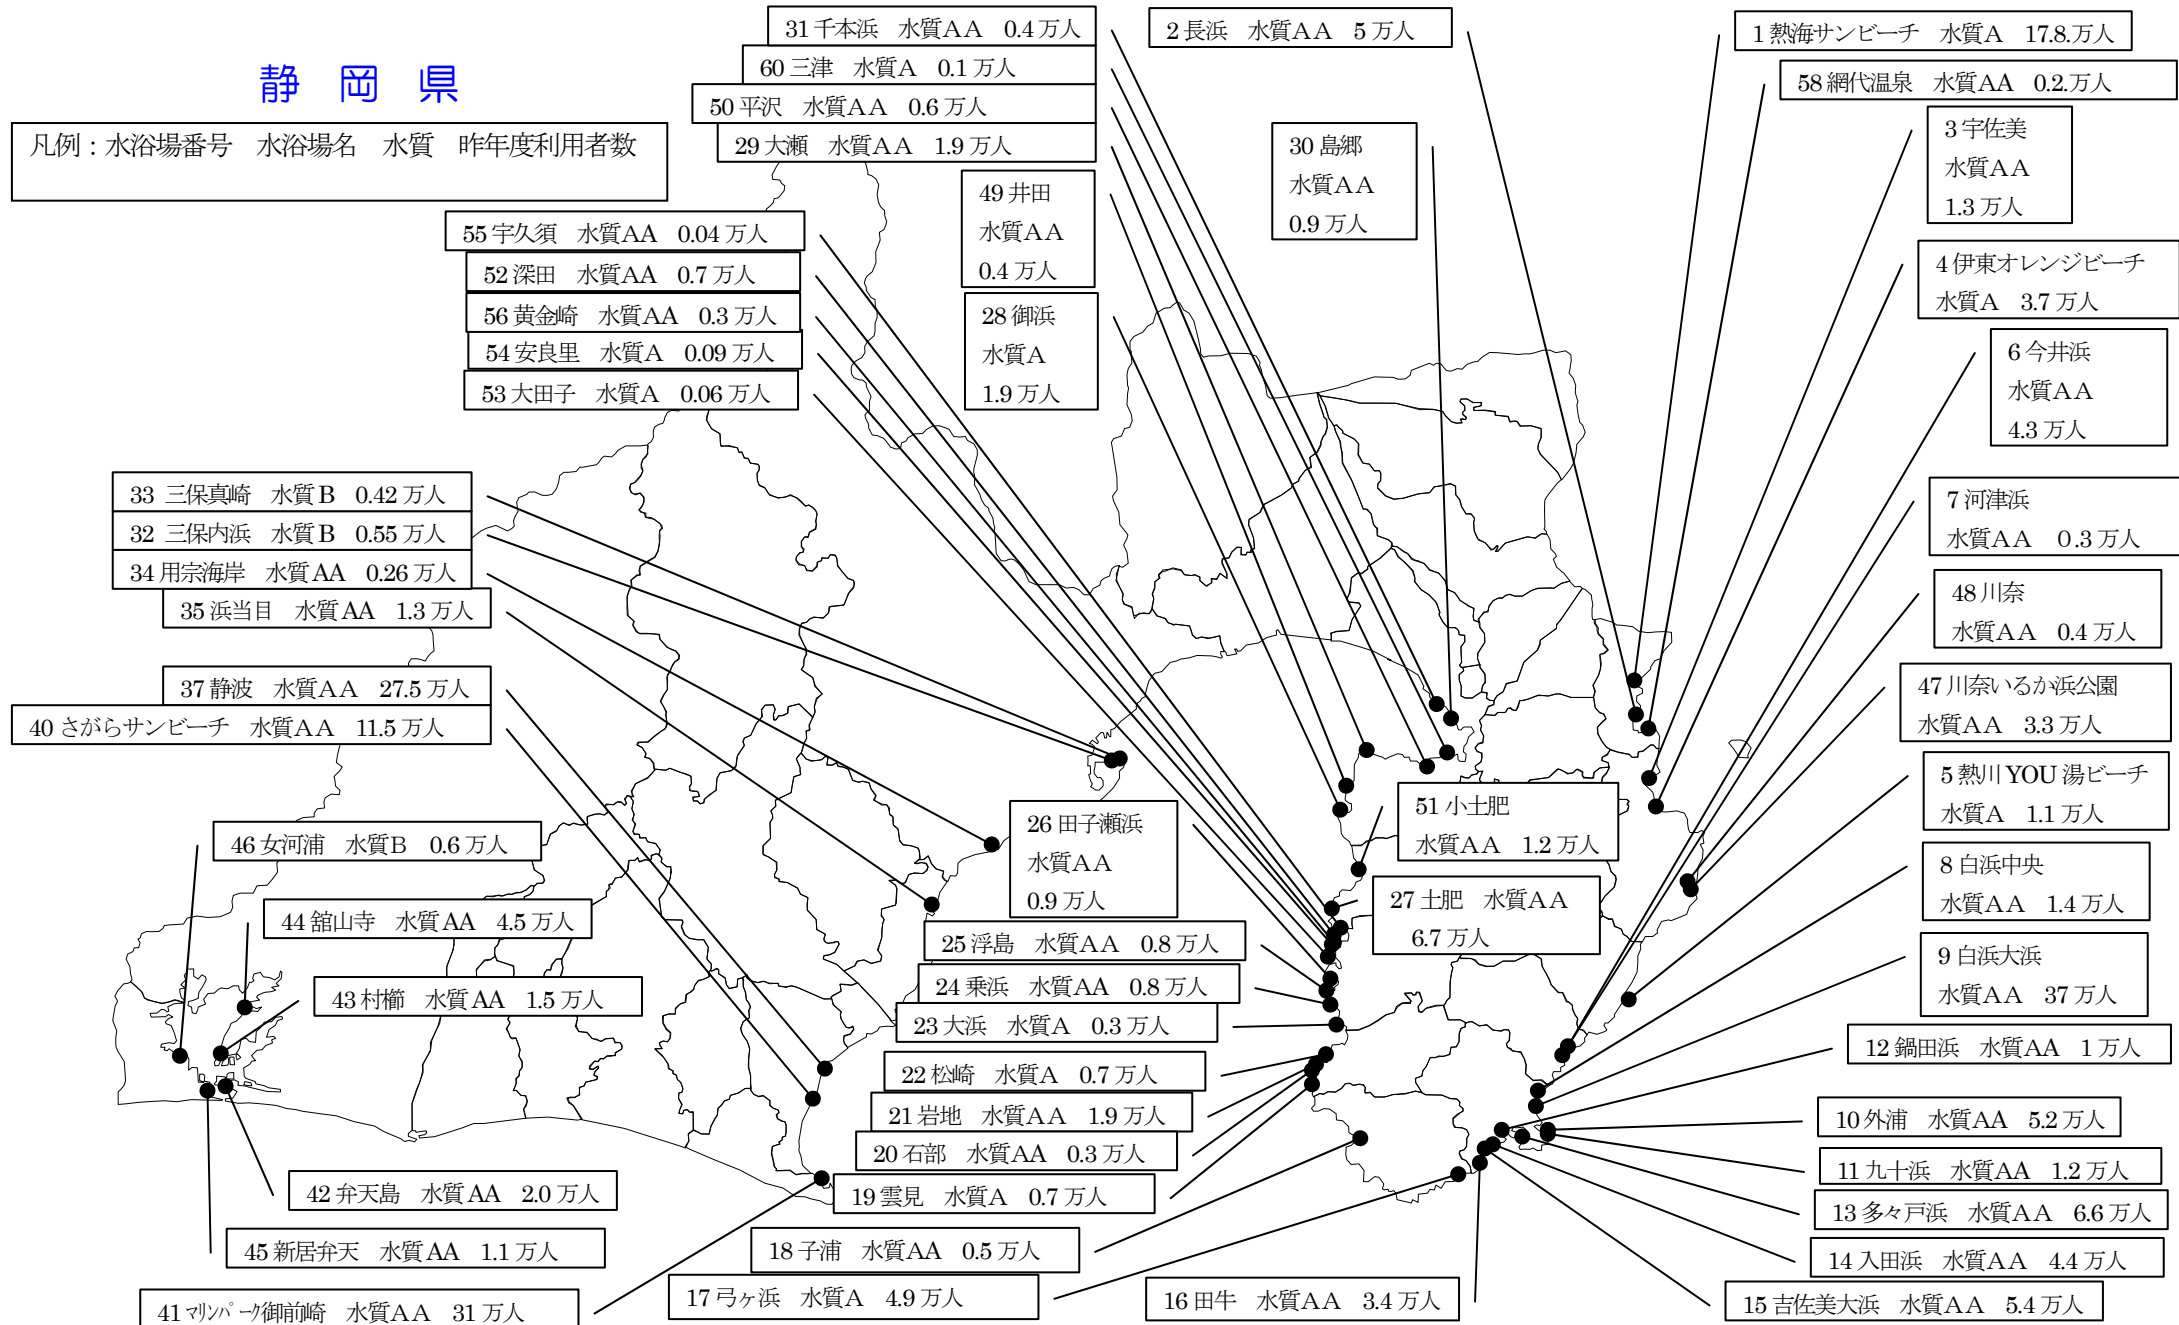 静 岡 県
凡例：水浴場番号 水浴場名 水質 昨年度利用者数
31 千本浜 水質AA 0.4 万人
60 三津 水質A 0.1 万人
50 平沢 水質AA 0.6 万人
29 大瀬 水質AA 1.9 万人
2 長浜 水質AA 5 万人
1 熱海サンビーチ 水質A 17.8.万人
58 網代温泉 水質AA 0.2.万人
3 宇佐美
水質AA
1.3 万人
30 島郷
水質AA
0.9 万人
49 井田
水質AA
0.4 万人
28 御浜
水質A
1.9 万人
4 伊東オレンジビーチ
水質A 3.7 万人
6 今井浜
水質AA
4.3 万人
55 宇久須 水質AA 0.04 万人
52 深田 水質AA 0.7 万人
56 黄金崎 水質AA 0.3 万人
54 安良里 水質A 0.09 万人
53 大田子 水質A 0.06 万人
33 三保真崎 水質B 0.42 万人
32 三保内浜 水質B 0.55 万人
34 用宗海岸 水質AA 0.26 万人
35 浜当目 水質AA 1.3 万人
37 静波 水質AA 27.5 万人
40 さがらサンビーチ 水質AA 11.5 万人
7 河津浜
水質AA 0.3 万人
48 川奈
水質AA 0.4 万人
47 川奈いるか浜公園
水質AA 3.3 万人
5 熱川 YOU 湯ビーチ
水質A 1.1 万人
8 白浜中央
水質AA 1.4 万人
9 白浜大浜
水質AA 37 万人
51 小土肥
水質AA 1.2 万人
27 土肥 水質AA
6.7 万人
26 田子瀬浜
水質AA
0.9 万人
25 浮島 水質AA 0.8 万人
24 乗浜 水質AA 0.8 万人
23 大浜 水質A 0.3 万人
22 松崎 水質A 0.7 万人
21 岩地 水質AA 1.9 万人
20 石部 水質AA 0.3 万人
19 雲見 水質A 0.7 万人
18 子浦 水質AA 0.5 万人
17 弓ヶ浜 水質A 4.9 万人
46 女河浦 水質B 0.6 万人
44 舘山寺 水質AA 4.5 万人
43 村櫛 水質AA 1.5 万人
42 弁天島 水質AA 2.0 万人
45 新居弁天 水質AA 1.1 万人
41 マリンパーク御前崎 水質AA 31 万人
12 鍋田浜 水質AA 1 万人
10 外浦 水質AA 5.2 万人
11 九十浜 水質AA 1.2 万人
13 多々戸浜 水質AA 6.6 万人
14 入田浜 水質AA 4.4 万人
15 吉佐美大浜 水質AA 5.4 万人
16 田牛 水質AA 3.4 万人